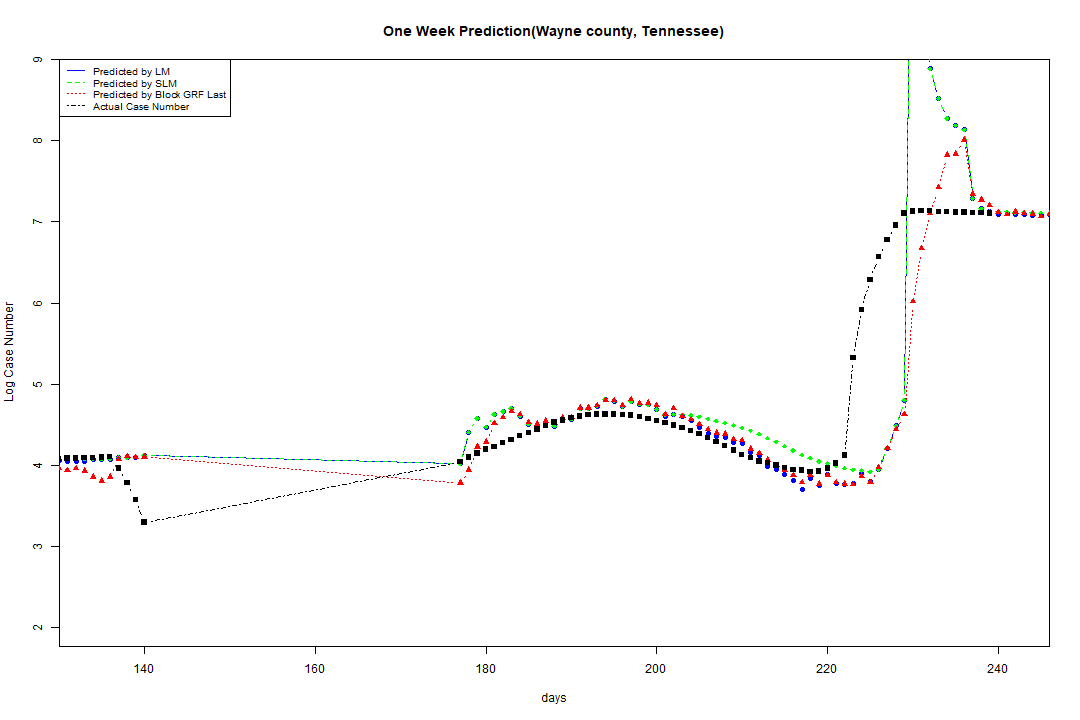 One Week Prediction(Wayne county, Tennessee)
Predicted by LM
Predicted by SLM
Predicted by Block GRF Last
Actual Case Number
9
8
7
6
5
4
3
2
Log Case Number
140 160 180 200 220 240
days